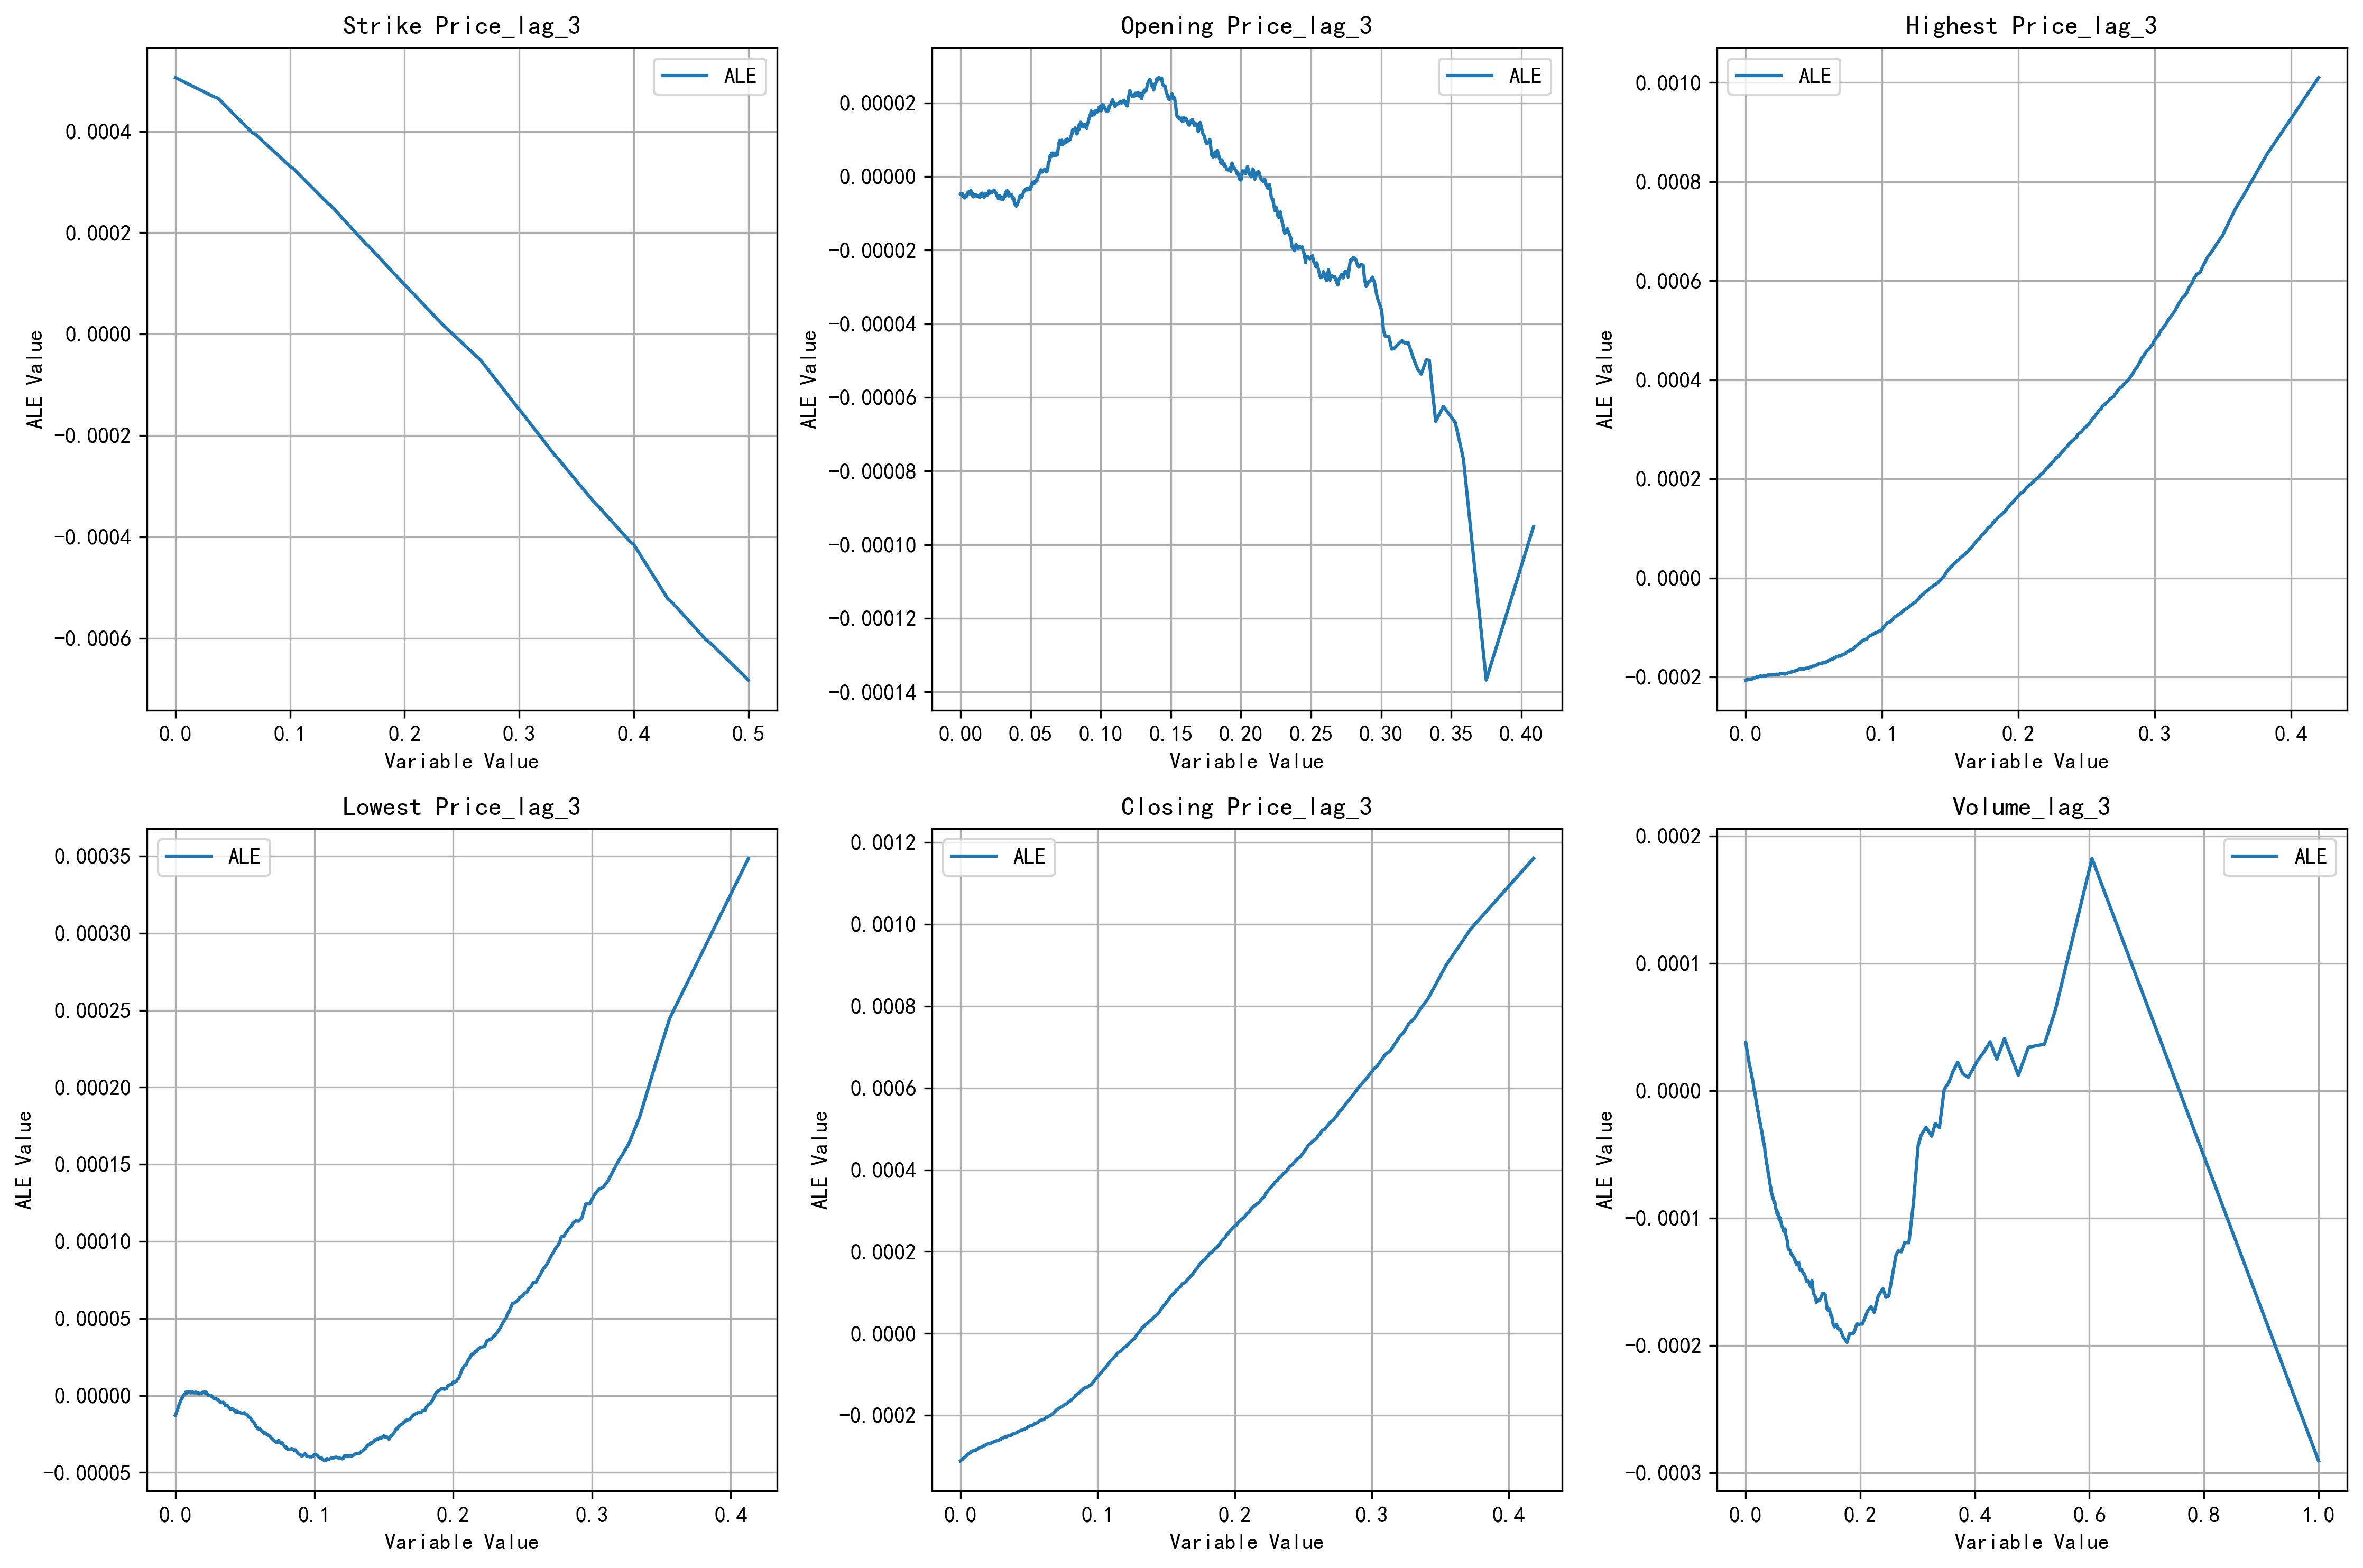 Strike Price_lag_3
ALE
ALE Value
0.0004
0.0002
0.0000
-0.0002
-0.0004
-0.0006
0.0 0.1 0.2 0.3 0.4 0.5
Variable Value
Opening Price_lag_3
ALE
ALE Value
0.00002
0.00000
-0.00002
-0.00004
-0.00006
-0.00008
-0.00010
-0.00012
-0.00014
0.00 0.05 0.10 0.15 0.20 0.25 0.30 0.35 0.40
Variable Value
Highest Price_lag_3
ALE
ALE Value
0.0010
0.0008
0.0006
0.0004
0.0002
0.0000
-0.0002
0.0 0.1 0.2 0.3 0.4
Variable Value
Lowest Price_lag_3
ALE
ALE Value
0.00035
0.00030
0.00025
0.00020
0.00015
0.00010
0.00005
0.00000
-0.00005
0.0 0.1 0.2 0.3 0.4
Variable Value
Closing Price_lag_3
ALE
ALE Value
0.0012
0.0010
0.0008
0.0006
0.0004
0.0002
0.0000
-0.0002
0.0 0.1 0.2 0.3 0.4
Variable Value
Volume_lag_3
ALE
ALE Value
0.0002
0.0001
0.0000
-0.0001
-0.0002
-0.0003
0.0 0.2 0.4 0.6 0.8 1.0
Variable Value